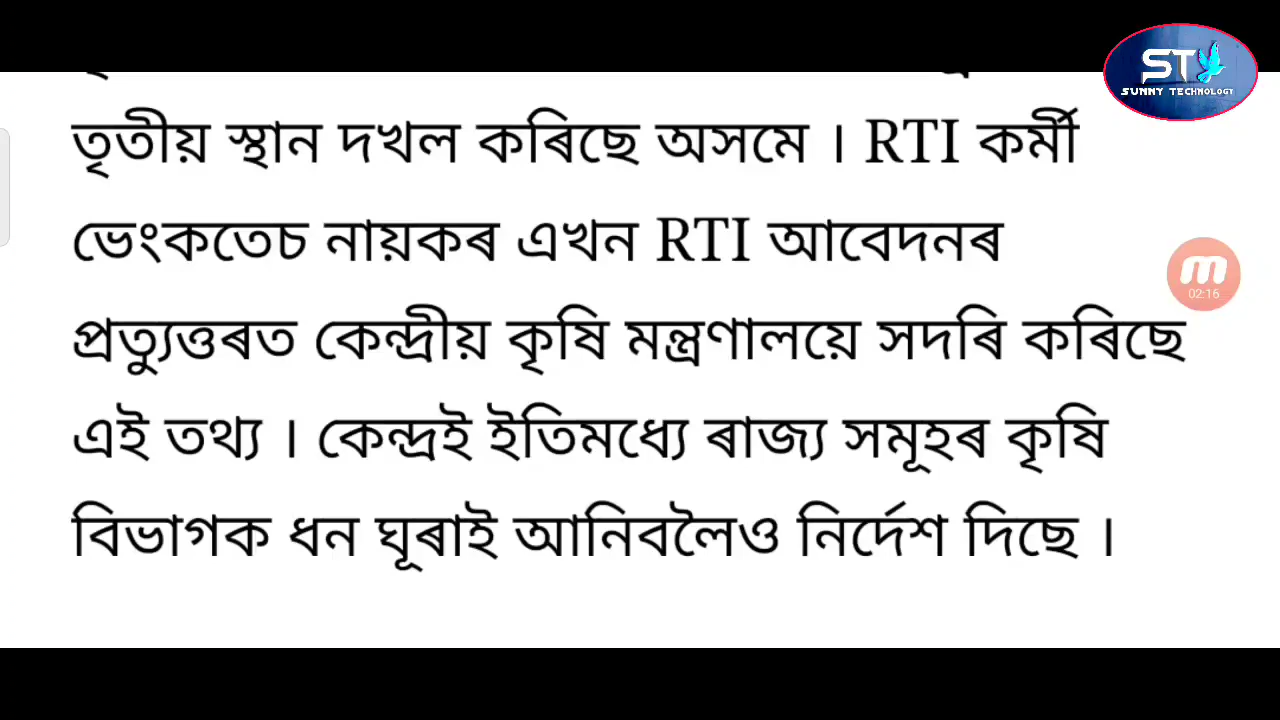 ST
SUNNY TECHNOLOGY
তৃতীয় স্থান দখল কৰিছে অসমে । RTI কৰ্মী
ভেংকতেচ নায়কৰ এখন RTI আবেদনৰ
m
02:16
প্ৰত্যুত্তৰত কেন্দ্ৰীয় কৃষি মন্ত্ৰণালয়ে সদৰি কৰিছে
এই তথ্য । কেন্দ্ৰই ইতিমধ্যে ৰাজ্য সমূহৰ কৃষি
বিভাগক ধন ঘূৰাই আনিবলৈও নিৰ্দেশ দিছে ।